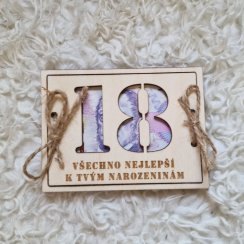 18
VŠECHNO NEJLEPŠÍ
K TVÝM NAROZENINÁM